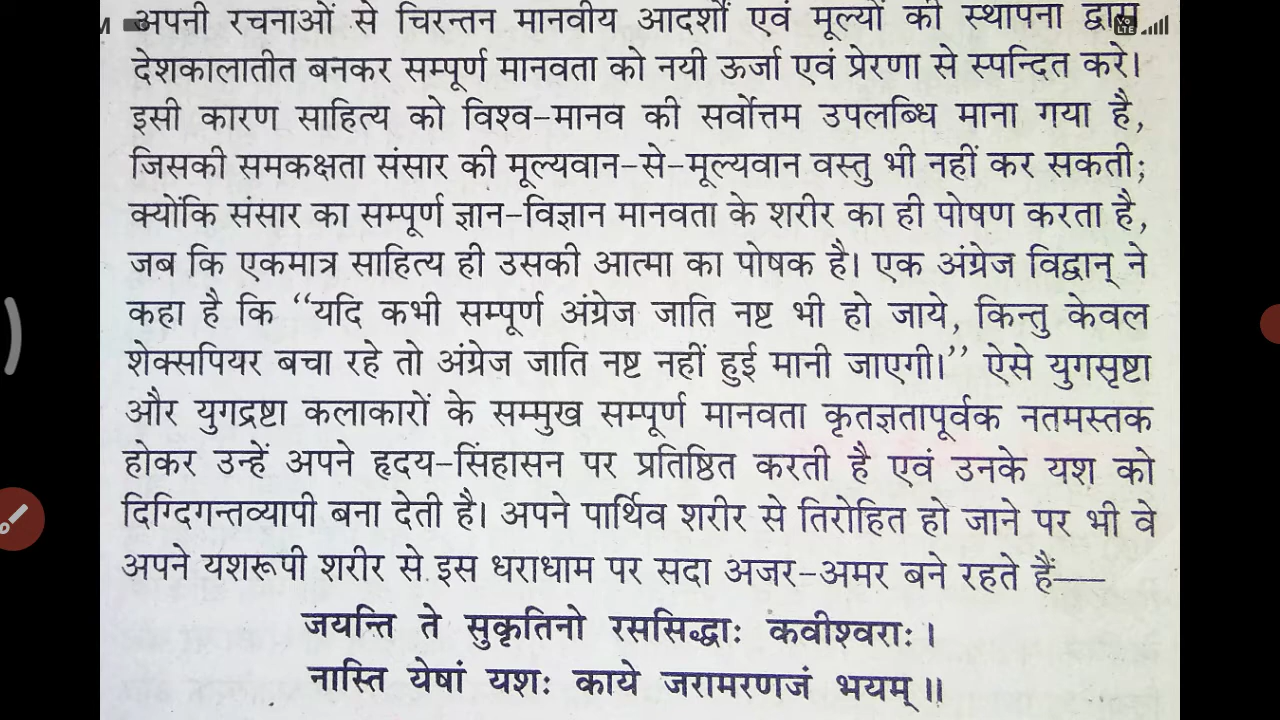 अपनी रचनाओं से चिरन्तन मानवीय आदर्शों एवं मूल्यों की स्थापना द्वारा
देशकालातीत बनकर सम्पूर्ण मानवता को नयी ऊर्जा एवं प्रेरणा से स्पन्दित करे।
इसी कारण साहित्य को विश्व-मानव की सर्वोत्तम उपलब्धि माना गया है,
जिसकी समकक्षता संसार की मूल्यवान-से-मूल्यवान वस्तु भी नहीं कर सकती;
क्योंकि संसार का सम्पूर्ण ज्ञान-विज्ञान मानवता के शरीर का ही पोषण करता है,
जब कि एकमात्र साहित्य ही उसकी आत्मा का पोषक है। एक अंग्रेज विद्वान् ने
कहा है कि “यदि कभी सम्पूर्ण अंग्रेज जाति नष्ट भी हो जाये, किन्तु केवल
शेक्सपियर बचा रहे तो अंग्रेज जाति नष्ट नहीं हुई मानी जाएगी।” ऐसे युगसृष्टा
और युगद्रष्टा कलाकारों के सम्मुख सम्पूर्ण मानवता कृतज्ञतापूर्वक नतमस्तक
होकर उन्हें अपने हृदय-सिंहासन पर प्रतिष्ठित करती है एवं उनके यश को
दिग्दिगन्तव्यापी बना देती है। अपने पार्थिव शरीर से तिरोहित हो जाने पर भी वे
अपने यशरूपी शरीर से इस धराधाम पर सदा अजर-अमर बने रहते हैं—
जयन्ति ते सुकृतिनो रससिद्धाः कवीश्वराः।
नास्ति येषां यशः काये जरामरणजं भयम्॥